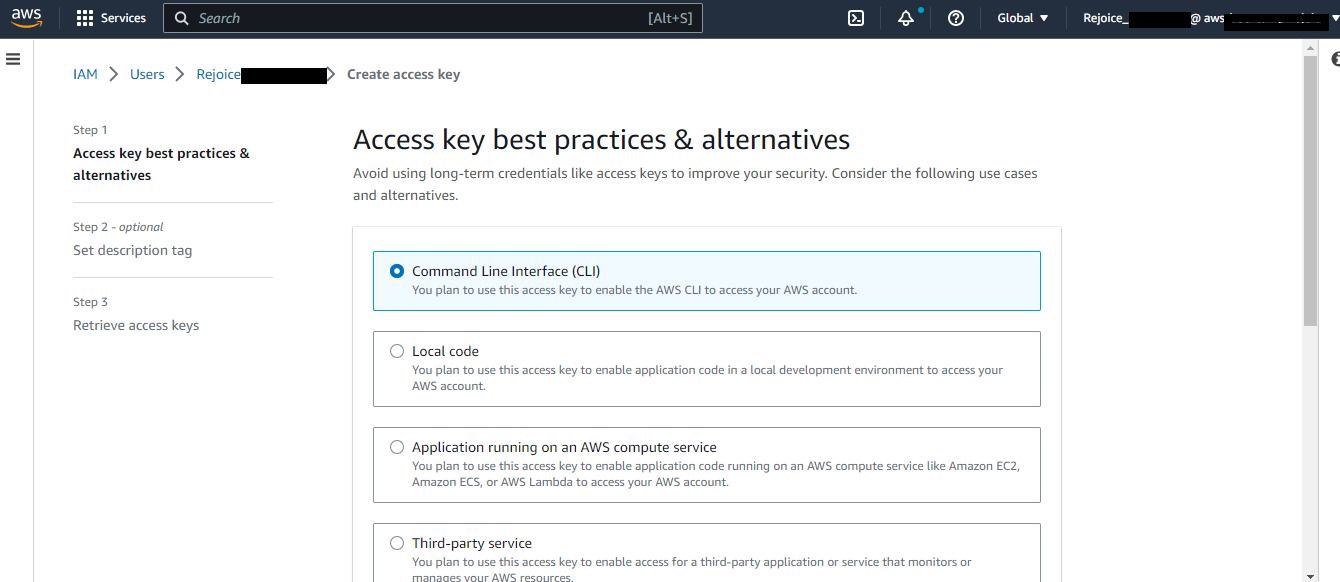 aws Services Search [Alt+S] Global Rejoice_ @ aws
IAM Users Rejoice Create access key
Step 1
Access key best practices &
alternatives
Step 2 - optional
Set description tag
Step 3
Retrieve access keys
Access key best practices & alternatives
Avoid using long-term credentials like access keys to improve your security. Consider the following use cases
and alternatives.
Command Line Interface (CLI)
You plan to use this access key to enable the AWS CLI to access your AWS account.
Local code
You plan to use this access key to enable application code in a local development environment to access your
AWS account.
Application running on an AWS compute service
You plan to use this access key to enable application code running on an AWS compute service like Amazon EC2,
Amazon ECS, or AWS Lambda to access your AWS account.
Third-party service
You plan to use this access key to enable access for a third-party application or service that monitors or
manages your AWS resources.